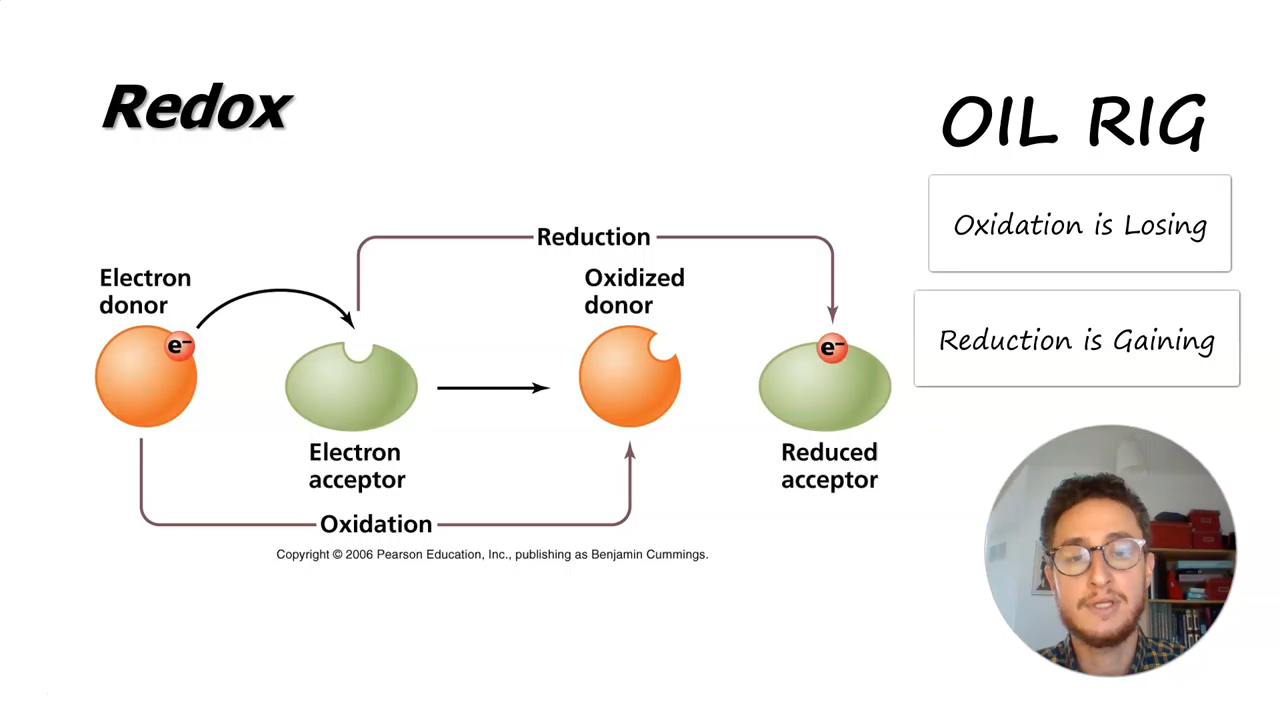 Redox
OIL RIG
Oxidation is Losing
Reduction is Gaining
Reduction
Electron
donor
Oxidized
donor
e−
e−
Electron
acceptor
Reduced
acceptor
Oxidation
Copyright © 2006 Pearson Education, Inc., publishing as Benjamin Cummings.